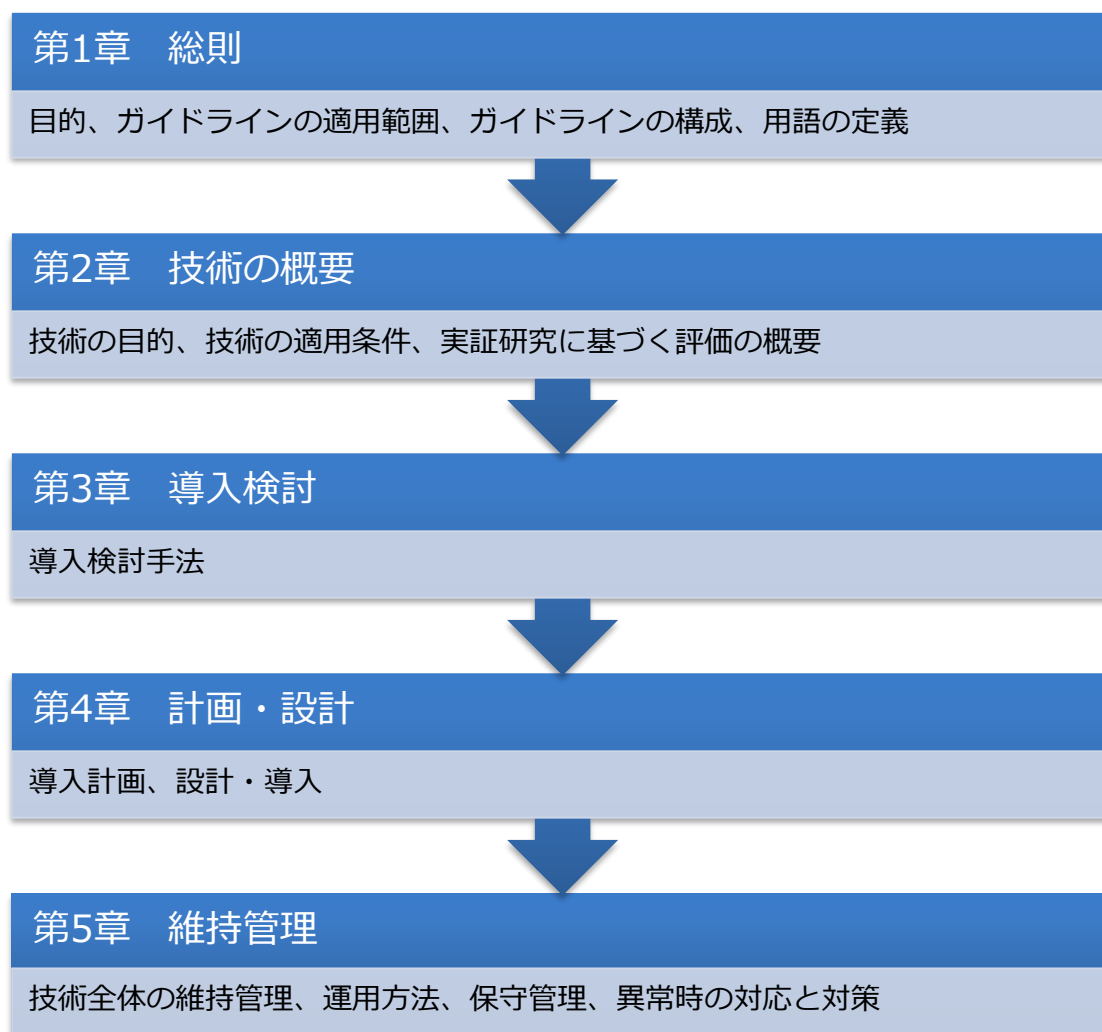 第1章　総則
目的、ガイドラインの適用範囲、ガイドラインの構成、用語の定義
第2章　技術の概要
技術の目的、技術の適用条件、実証研究に基づく評価の概要
第3章　導入検討
導入検討手法
第4章　計画・設計
導入計画、設計・導入
第5章　維持管理
技術全体の維持管理、運用方法、保守管理、異常時の対応と対策